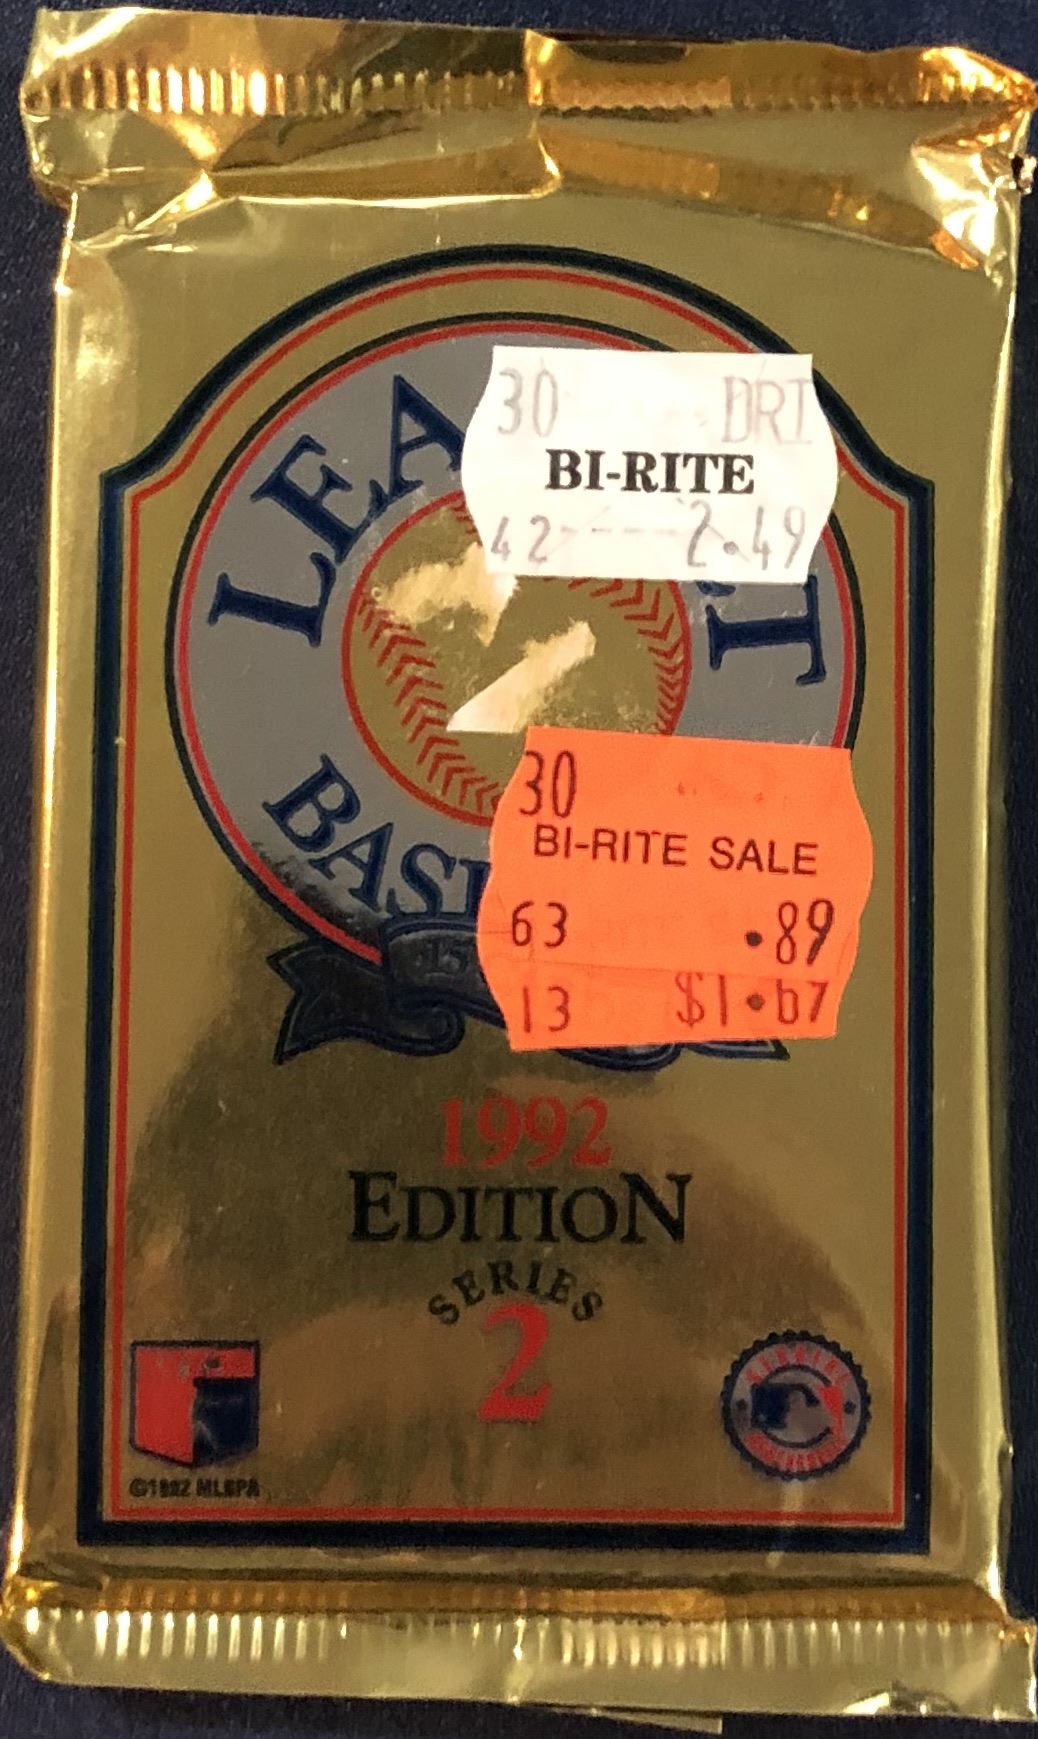 30 DRI
BI-RITE
42 --- 2.49
LEA T
BAS
30
BI-RITE SALE
63 .89
13 $1.67
1992
EDITION
SERIES
2
©1992 MLBPA